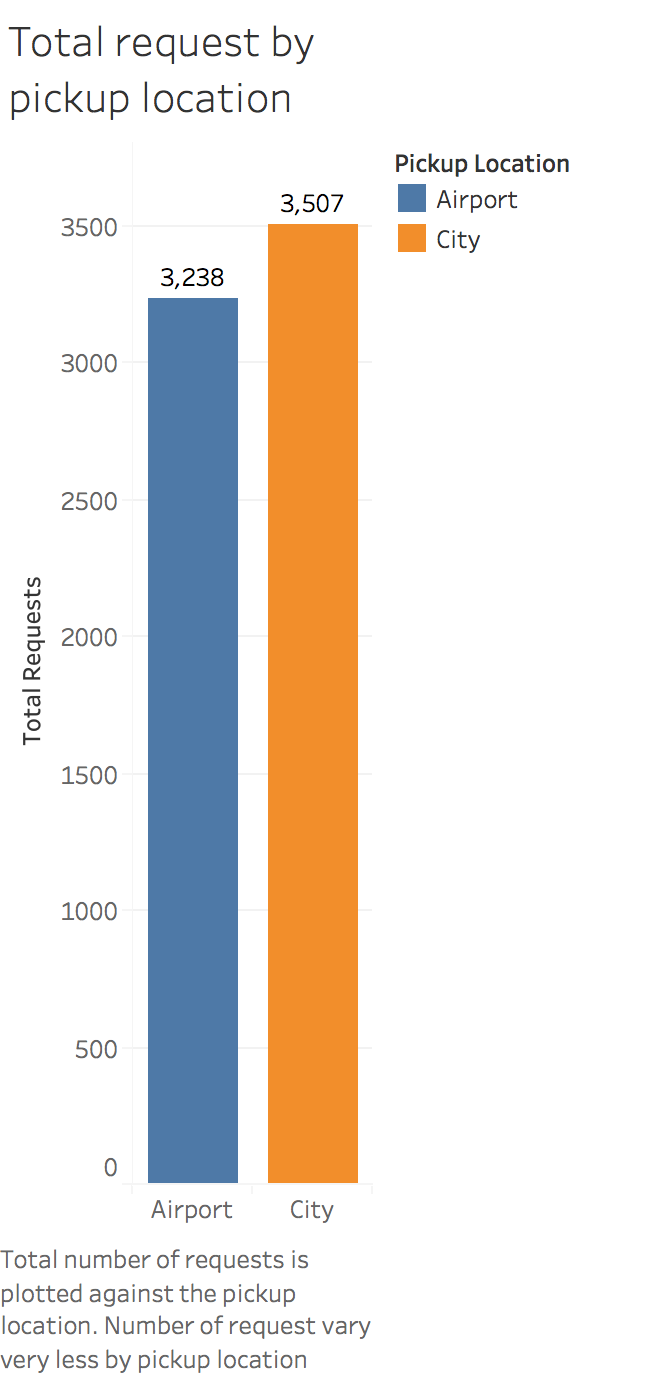 Total request by
pickup location
Pickup Location
Airport
City
3,507
3,238
3500
3000
2500
2000
1500
1000
500
0
Total Requests
Airport
City
Total number of requests is
plotted against the pickup
location. Number of request vary
very less by pickup location